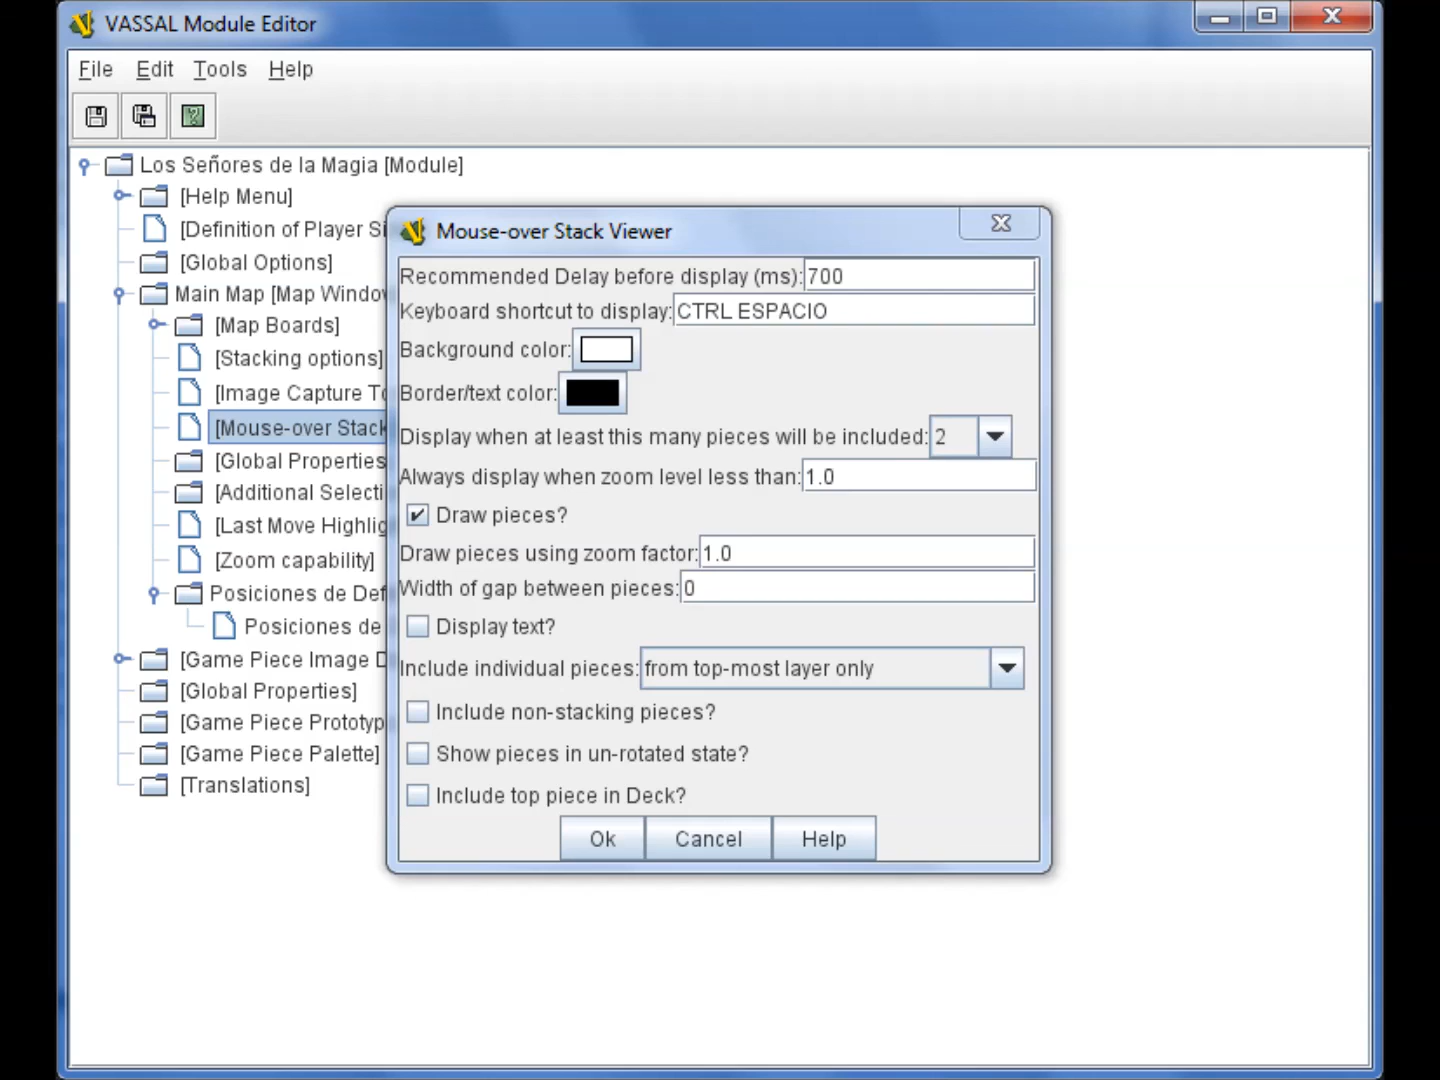 VASSAL Module Editor
File Edit Tools Help
Los Señores de la Magia [Module]
[Help Menu]
[Definition of Player Si
[Global Options]
Main Map [Map Window
[Map Boards]
[Stacking options]
[Image Capture To
[Mouse-over Stack
[Global Properties
[Additional Selecti
[Last Move Highlig
[Zoom capability]
Posiciones de Def
Posiciones de
[Game Piece Image D
[Global Properties]
[Game Piece Prototyp
[Game Piece Palette]
[Translations]
Mouse-over Stack Viewer
Recommended Delay before display (ms): 700
Keyboard shortcut to display: CTRL ESPACIO
Background color:
Border/text color:
Display when at least this many pieces will be included: 2
Always display when zoom level less than: 1.0
Draw pieces?
Draw pieces using zoom factor: 1.0
Width of gap between pieces: 0
Display text?
Include individual pieces: from top-most layer only
Include non-stacking pieces?
Show pieces in un-rotated state?
Include top piece in Deck?
Ok Cancel Help